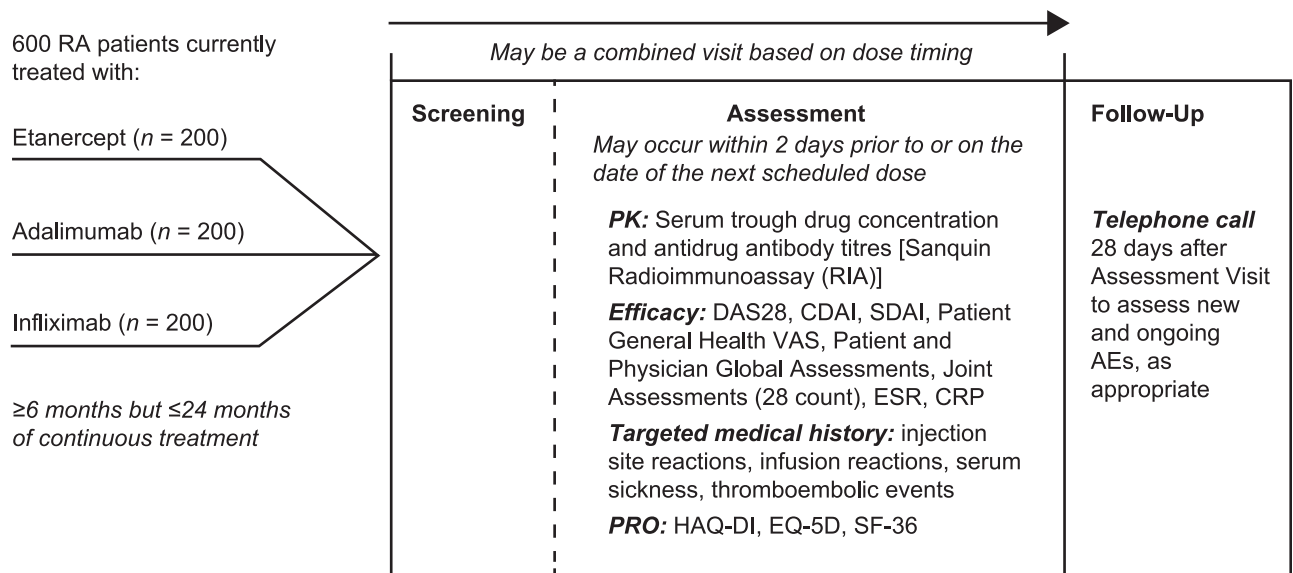 600 RA patients currently
treated with:
Etanercept (n = 200)
Adalimumab (n = 200)
Infliximab (n = 200)
≥6 months but ≤24 months
of continuous treatment
May be a combined visit based on dose timing
Screening
Assessment
May occur within 2 days prior to or on the
date of the next scheduled dose
PK: Serum trough drug concentration
and antidrug antibody titres [Sanquin
Radioimmunoassay (RIA)]
Efficacy: DAS28, CDAI, SDAI, Patient
General Health VAS, Patient and
Physician Global Assessments, Joint
Assessments (28 count), ESR, CRP
Targeted medical history: injection
site reactions, infusion reactions, serum
sickness, thromboembolic events
PRO: HAQ-DI, EQ-5D, SF-36
Follow-Up
Telephone call
28 days after
Assessment Visit
to assess new
and ongoing
AEs, as
appropriate